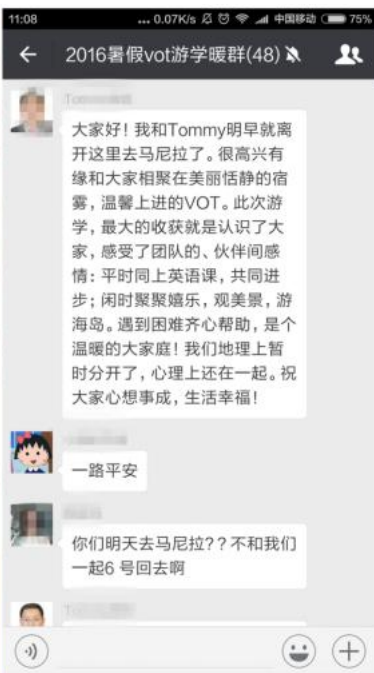 11:08
... 0.07K/s 中国移动 75%
2016暑假vot游学暖群(48)
大家好！我和Tommy明早就离
开这里去马尼拉了。很高兴有
缘和大家相聚在美丽恬静的宿
雾，温馨上进的VOT。此次游
学，最大的收获就是认识了大
家，感受了团队的、伙伴间感
情：平时同上英语课，共同进
步；闲时聚聚嬉乐，观美景，游
海岛。遇到困难齐心帮助，是个
温暖的大家庭！我们地理上暂
时分开了，心理上还在一起。祝
大家心想事成，生活幸福！
一路平安
你们明天去马尼拉？？不和我们
一起6 号回去啊